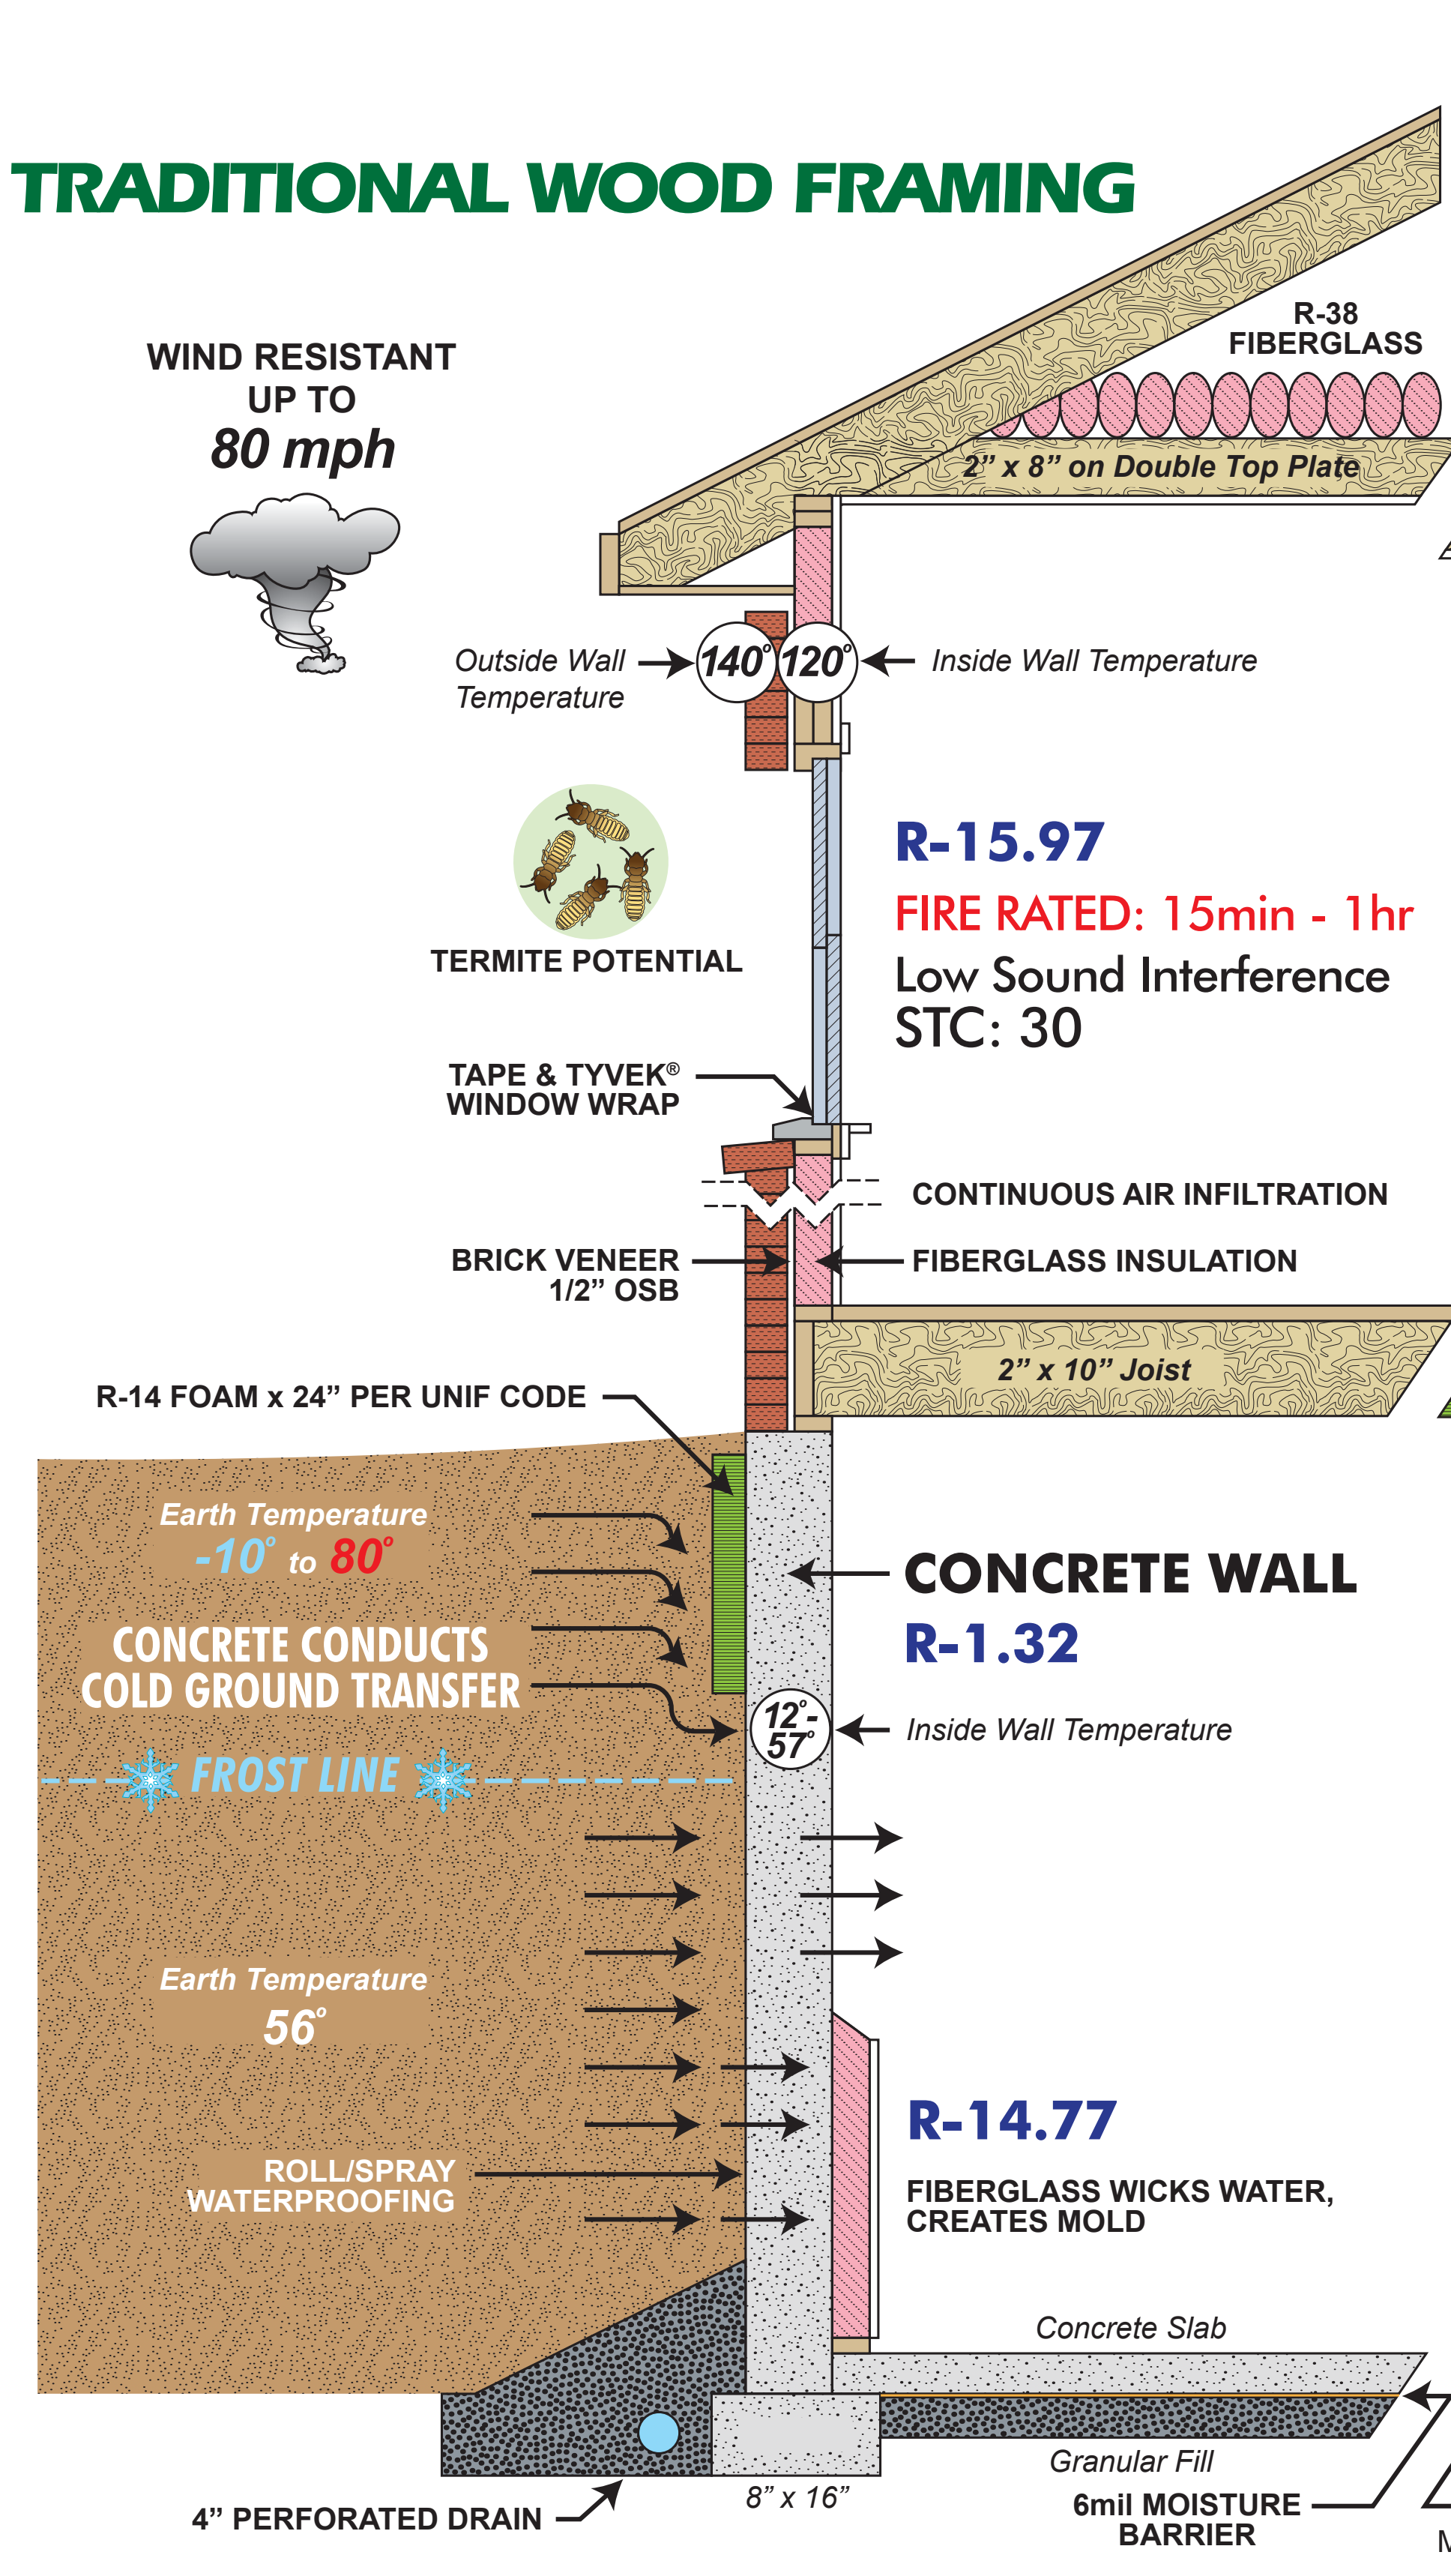 TRADITIONAL WOOD FRAMING
R-38
FIBERGLASS
WIND RESISTANT
UP TO
80 mph
2” x 8” on Double Top Plate
Outside Wall
Temperature
140°
120°
Inside Wall Temperature
R-15.97
FIRE RATED: 15min - 1hr
Low Sound Interference
STC: 30
TERMITE POTENTIAL
TAPE & TYVEK®
WINDOW WRAP
CONTINUOUS AIR INFILTRATION
BRICK VENEER
1/2” OSB
FIBERGLASS INSULATION
2” x 10” Joist
R-14 FOAM x 24” PER UNIF CODE
Earth Temperature
-10° to 80°
CONCRETE CONDUCTS
COLD GROUND TRANSFER
CONCRETE WALL
R-1.32
12°-
57°
Inside Wall Temperature
FROST LINE
Earth Temperature
56°
R-14.77
ROLL/SPRAY
WATERPROOFING
FIBERGLASS WICKS WATER,
CREATES MOLD
Concrete Slab
Granular Fill
8” x 16”
4” PERFORATED DRAIN
6mil MOISTURE
BARRIER